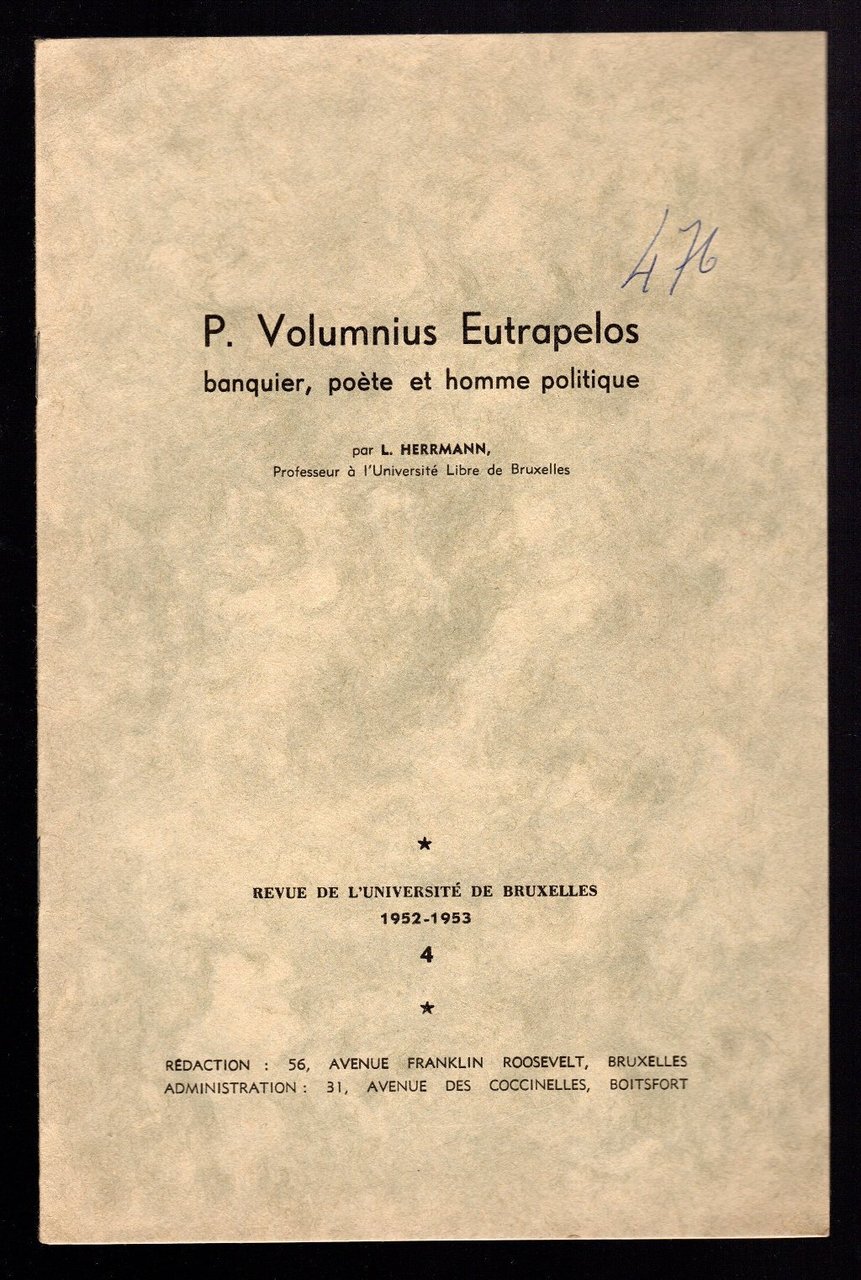 476
P. Volumnius Eutrapelos
banquier, poète et homme politique
par L. HERRMANN,
Professeur à l'Université Libre de Bruxelles
★
REVUE DE L'UNIVERSITÉ DE BRUXELLES
1952-1953
4
★
RÉDACTION : 56, AVENUE FRANKLIN ROOSEVELT, BRUXELLES
ADMINISTRATION : 31, AVENUE DES COCCINELLES, BOITSFORT